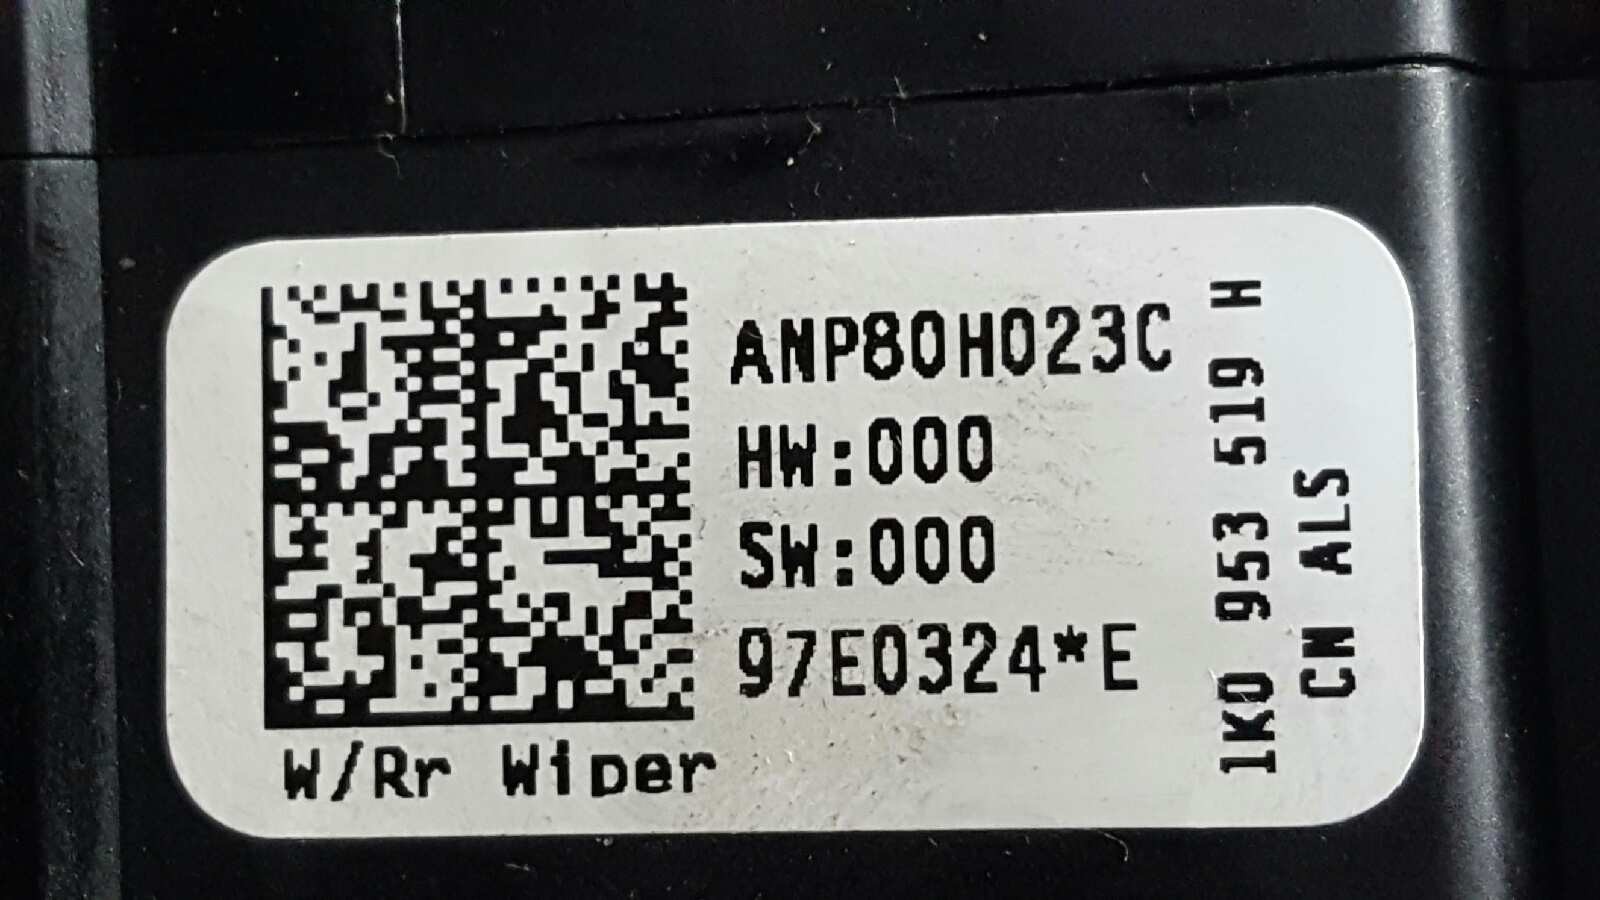 ANP80H023C
HW:000
SW:000
97E0324*E
W/Rr Wiper
1K0 953 519 H
CN ALS